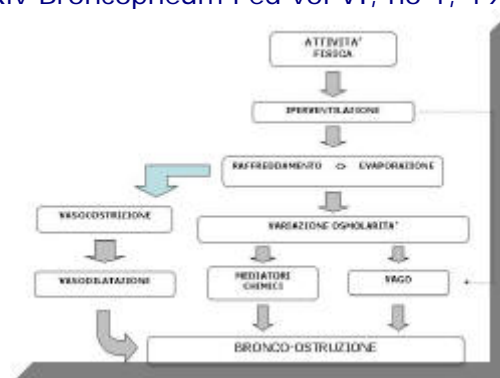 ATTIVITA'
FISICA
IPERVENTILAZIONE
RAFFREDDAMENTO <> EVAPORAZIONE
VASOCOSTRIZIONE
VARIAZIONE OSMOLARITA'
VASODILATAZIONE
MEDIATORI
CHIMICI
VAGO
BRONCO-OSTRUZIONE